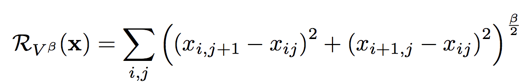 $\mathcal{R}_{V^\beta}(\mathbf{x}) = \sum_{i,j} \left( (x_{i,j+1} - x_{ij})^2 + (x_{i+1,j} - x_{ij})^2 \right)^{\frac{\beta}{2}}$